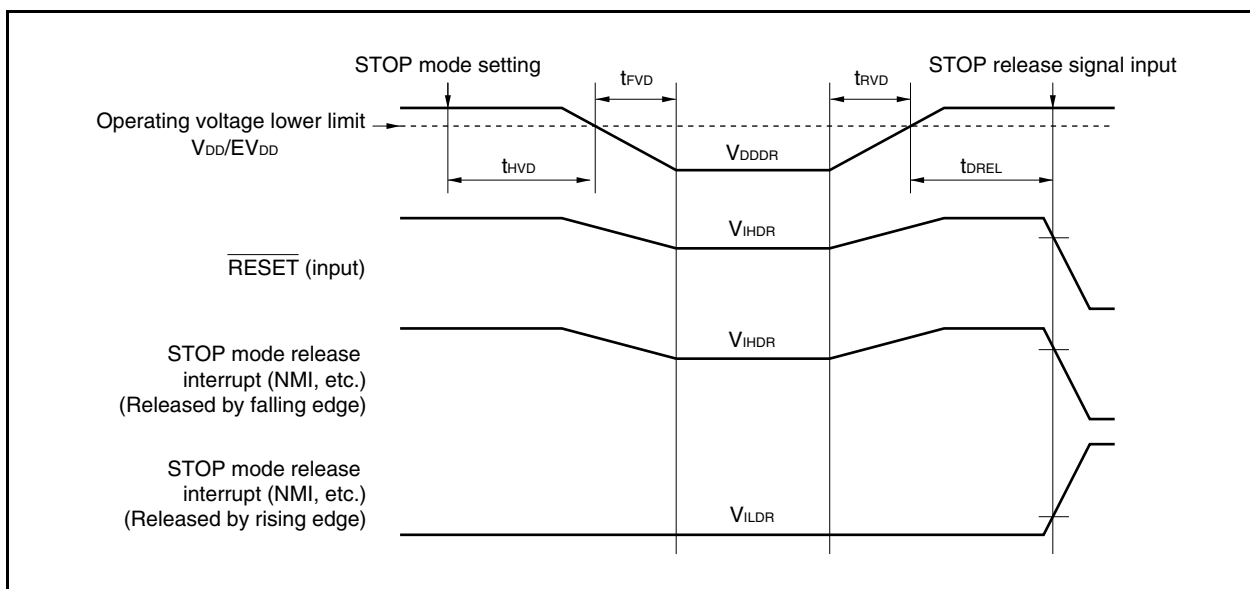 STOP mode setting
tFVD
tRVD
STOP release signal input
Operating voltage lower limit
VDD/EVDD
VDDDR
tHVD
tDREL
VIHDR
RESET (input)
VIHDR
STOP mode release
interrupt (NMI, etc.)
(Released by falling edge)
STOP mode release
interrupt (NMI, etc.)
(Released by rising edge)
VILDR